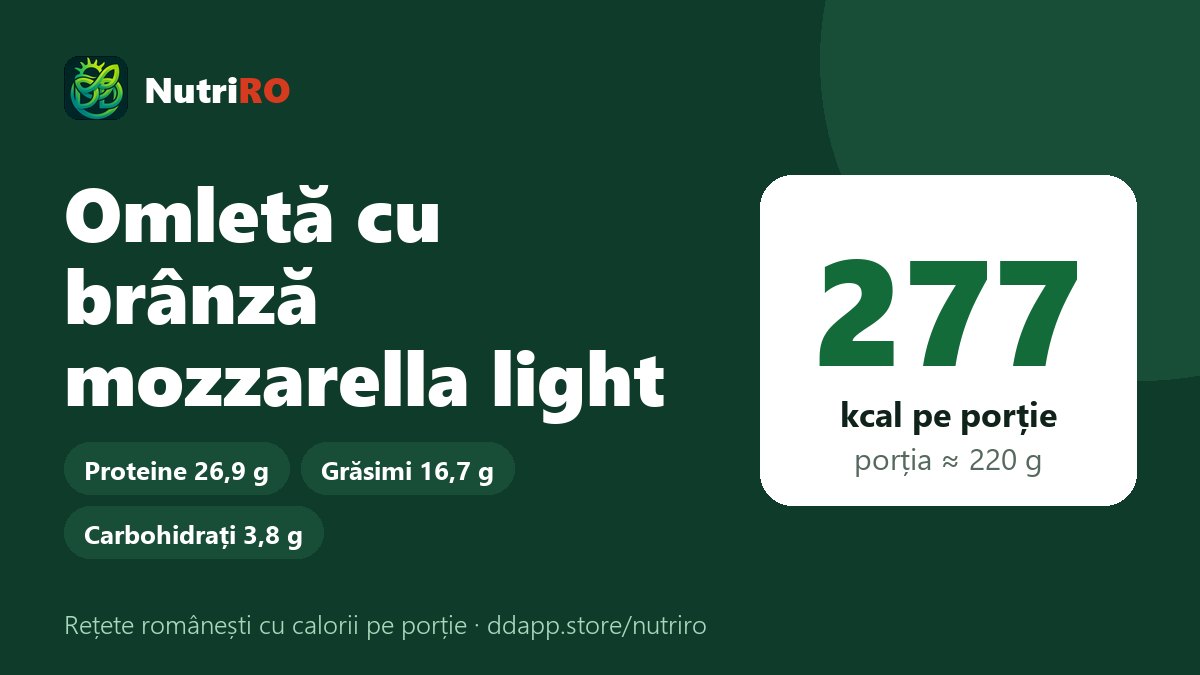 NutriRO
Omletă cu
brânză
mozzarella light
Proteine 26,9 g
Grăsimi 16,7 g
Carbohidrați 3,8 g
277
kcal pe porție
porția ≈ 220 g
Rețete românești cu calorii pe porție · ddapp.store/nutriro